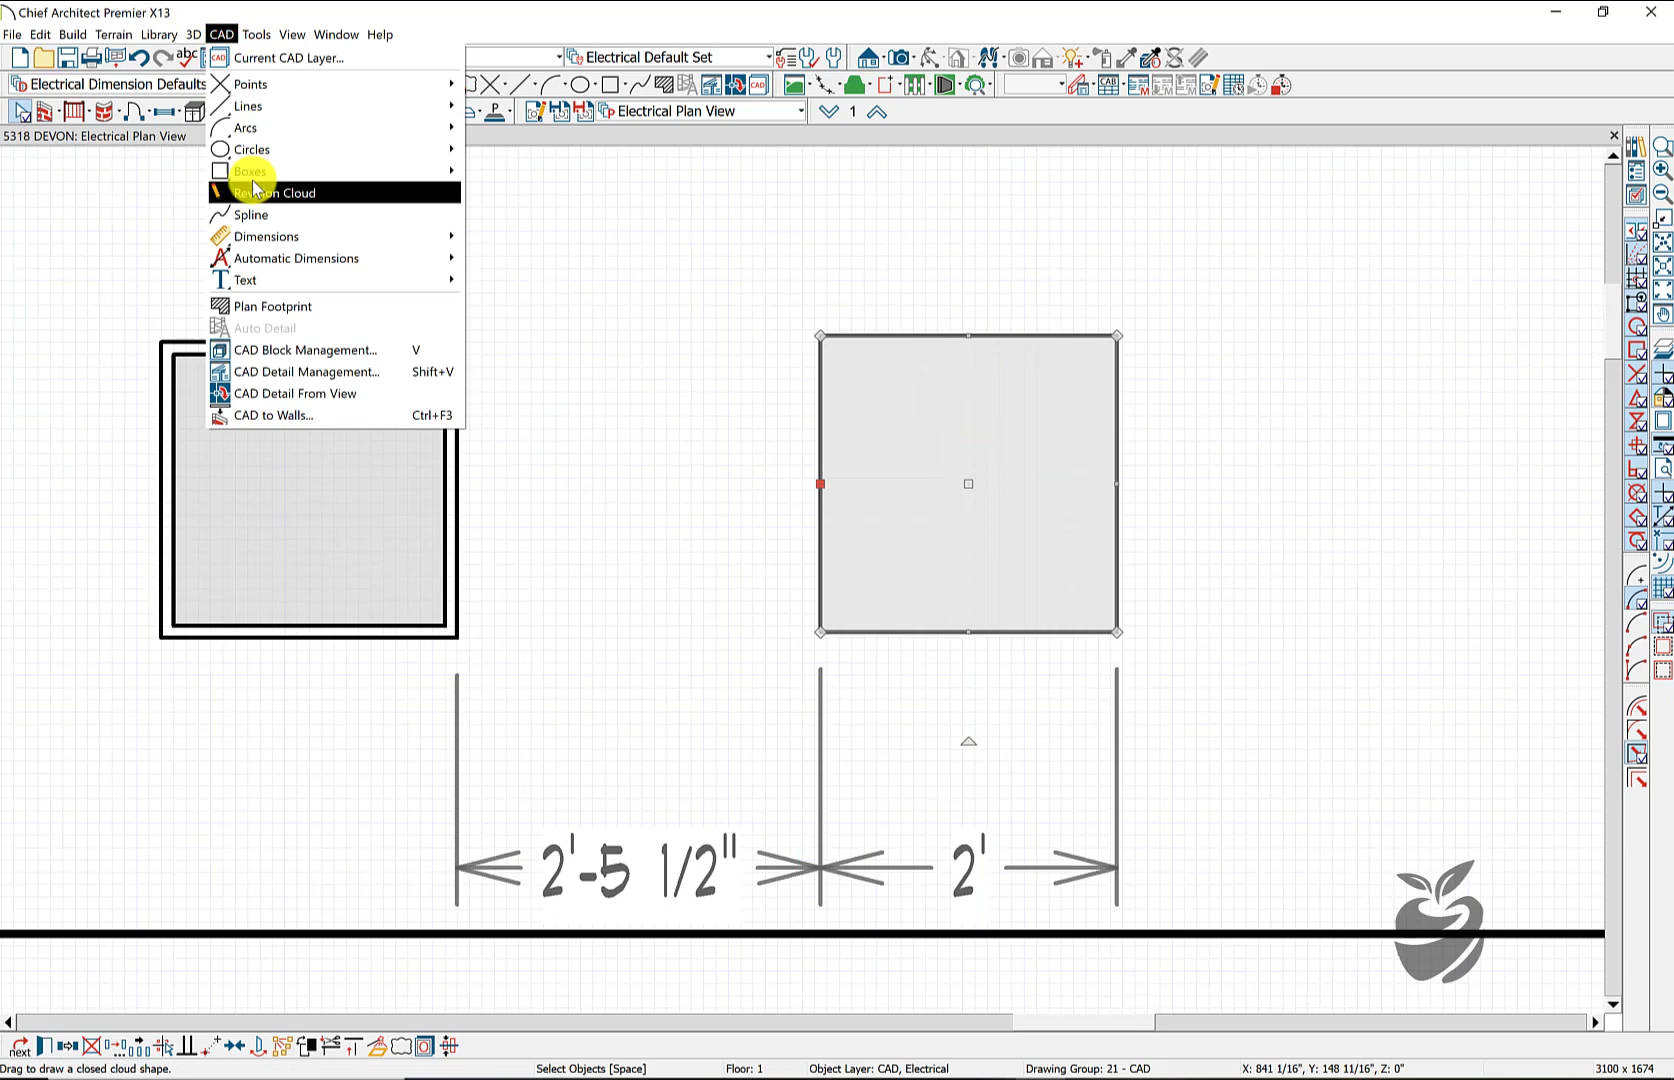 Chief Architect Premier X13
File Edit Build Terrain Library 3D CAD Tools View Window Help
abc CAD Current CAD Layer... Electrical Default Set
Electrical Dimension Defaults Points CAD CAB
Lines P Electrical Plan View 1
5318 DEVON: Electrical Plan View Arcs
Circles
Boxes
Cloud
Spline
Dimensions
Automatic Dimensions
Text
Plan Footprint
Auto Detail
CAD Block Management... V
CAD Detail Management... Shift+V
CAD Detail From View
CAD to Walls... Ctrl+F3
2'-5 1/2" 2'
next
Drag to draw a closed cloud shape. Select Objects [Space] Floor: 1 Object Layer: CAD, Electrical Drawing Group: 21 - CAD X: 841 1/16", Y: 148 11/16", Z: 0" 3100 x 1674